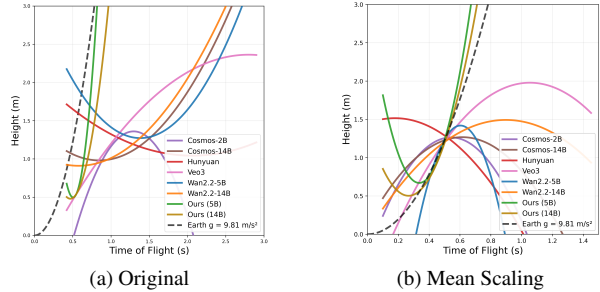 (a)
3.0
2.5
2.0
1.5
1.0
0.5
0.0
Height (m)
0.0 0.5 1.0 1.5 2.0 2.5 3.0
Time of Flight (s)
Cosmos-2B
Cosmos-14B
Hunyuan
Veo3
Wan2.2-5B
Wan2.2-14B
Ours (5B)
Ours (14B)
Earth g = 9.81 m/s²
(a) Original
(b)
3.0
2.5
2.0
1.5
1.0
0.5
0.0
Height (m)
0.0 0.2 0.4 0.6 0.8 1.0 1.2 1.4
Time of Flight (s)
Cosmos-2B
Cosmos-14B
Hunyuan
Veo3
Wan2.2-5B
Wan2.2-14B
Ours (5B)
Ours (14B)
Earth g = 9.81 m/s²
(b) Mean Scaling